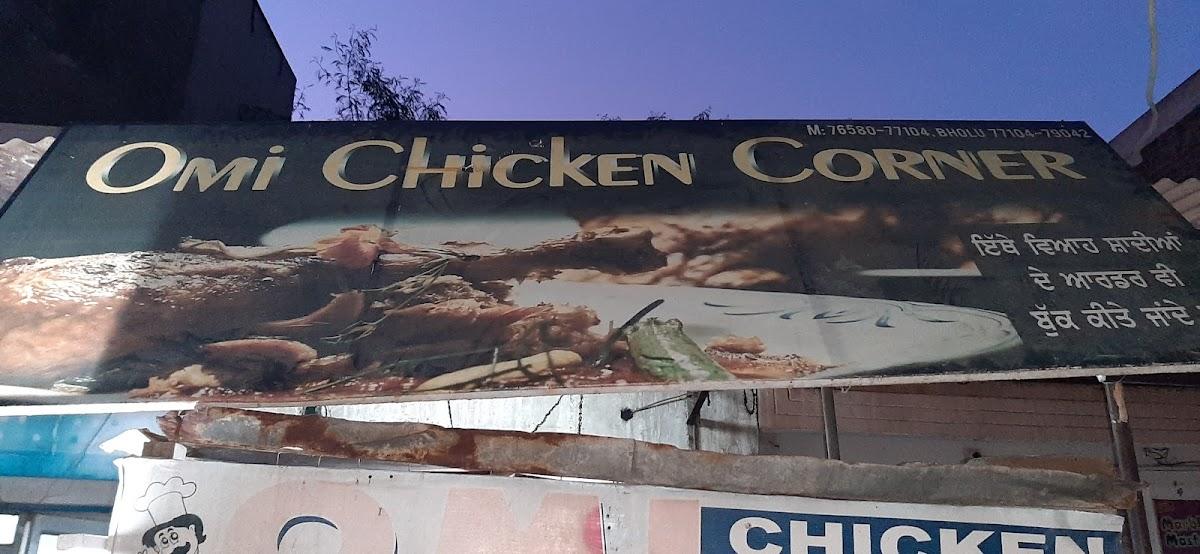 M: 76580-77104, BHOLU 77104-79042
OMI CHICKEN CORNER
ਇੱਥੇ ਵਿਆਹ ਸ਼ਾਦੀਆਂ
ਦੇ ਆਰਡਰ ਵੀ
ਬੁੱਕ ਕੀਤੇ ਜਾਂਦੇ
OMI
CHICKEN